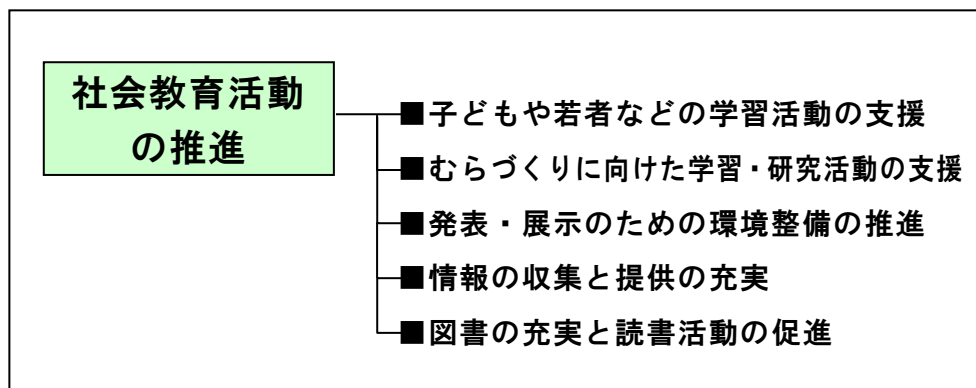 社会教育活動
の推進
■子どもや若者などの学習活動の支援
■むらづくりに向けた学習・研究活動の支援
■発表・展示のための環境整備の推進
■情報の収集と提供の充実
■図書の充実と読書活動の促進